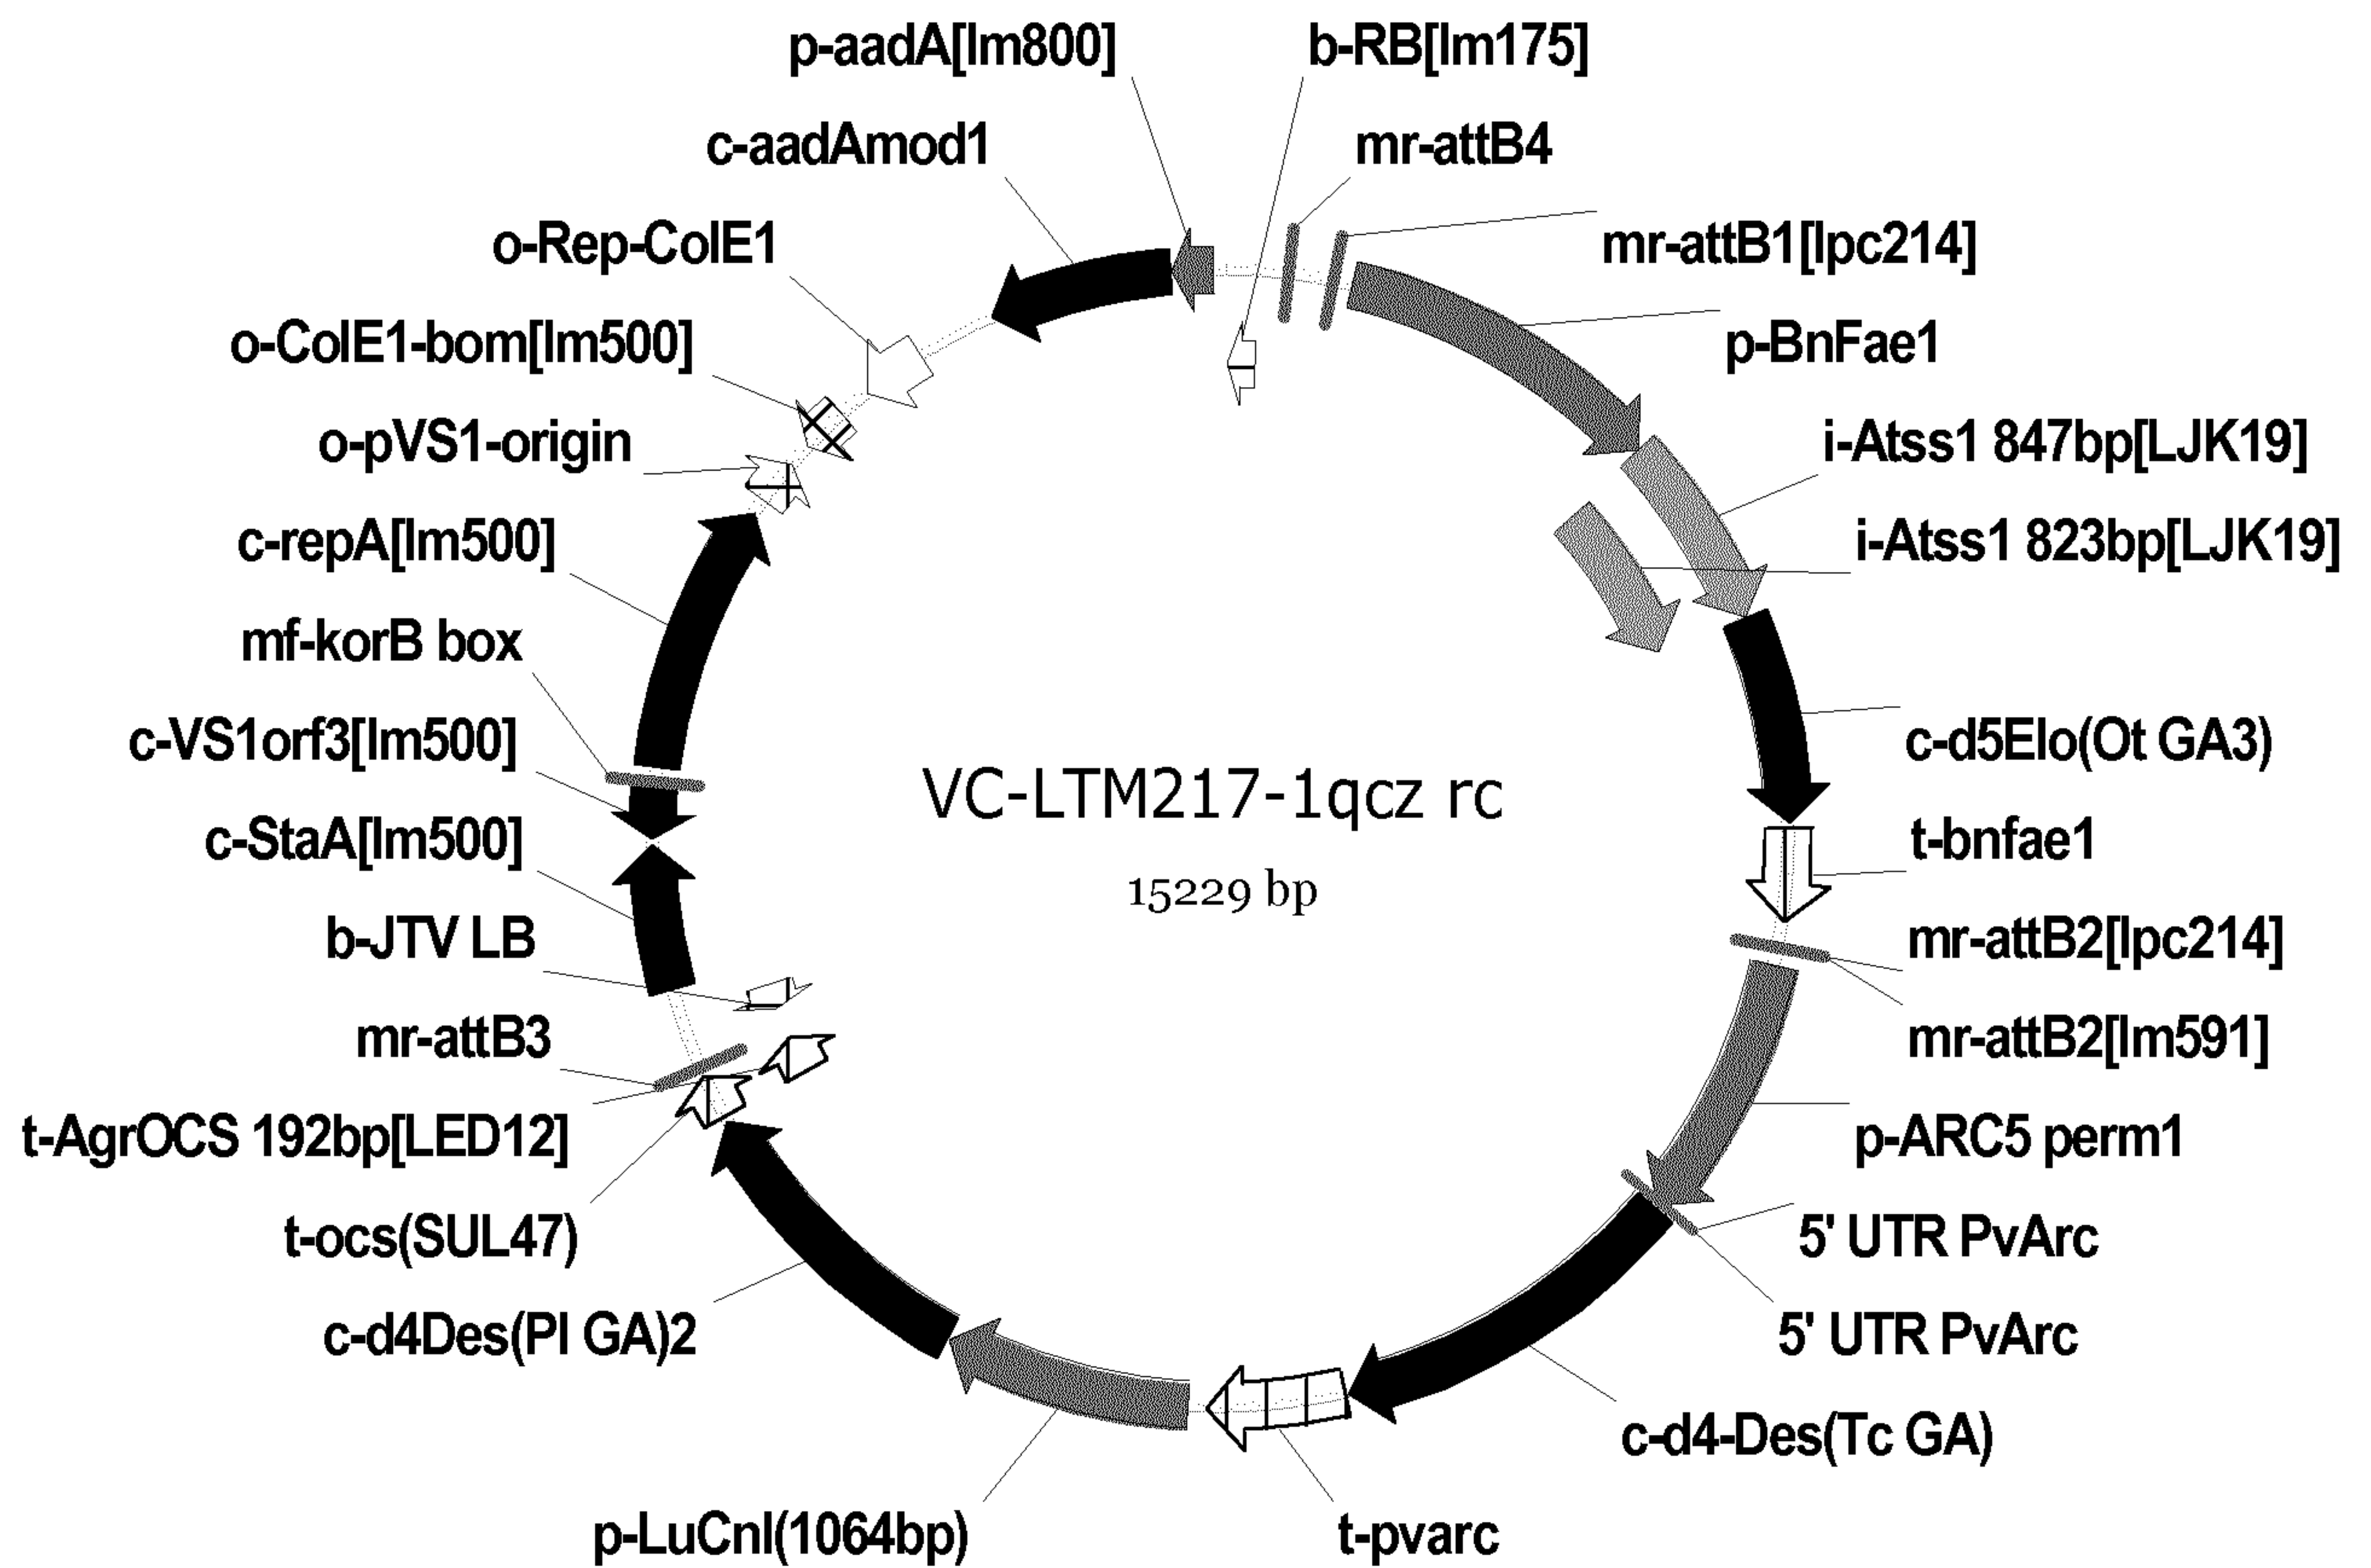 p-aadA[lm800]
b-RB[lm175]
c-aadAmod1
mr-attB4
o-Rep-ColE1
mr-attB1[lpc214]
o-ColE1-bom[lm500]
p-BnFae1
o-pVS1-origin
i-Atss1 847bp[LJK19]
c-repA[lm500]
i-Atss1 823bp[LJK19]
mf-korB box
c-VS1orf3[lm500]
c-d5Elo(Ot GA3)
VC-LTM217-1qcz rc
c-StaA[lm500]
t-bnfae1
15229 bp
b-JTV LB
mr-attB2[lpc214]
mr-attB3
mr-attB2[lm591]
t-AgrOCS 192bp[LED12]
p-ARC5 perm1
t-ocs(SUL47)
5' UTR PvArc
c-d4Des(Pl GA)2
5' UTR PvArc
c-d4-Des(Tc GA)
p-LuCnl(1064bp)
t-pvarc